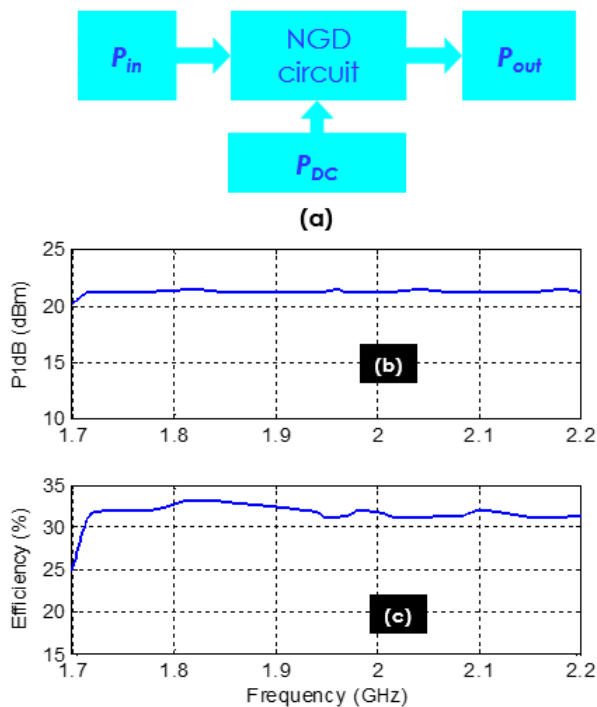 P_in
NGD
circuit
P_out
P_DC
(a)
25
20
15
10
P1dB (dBm)
(b)
1.7 1.8 1.9 2 2.1 2.2
35
30
25
20
15
Efficiency (%)
(c)
1.7 1.8 1.9 2 2.1 2.2
Frequency (GHz)